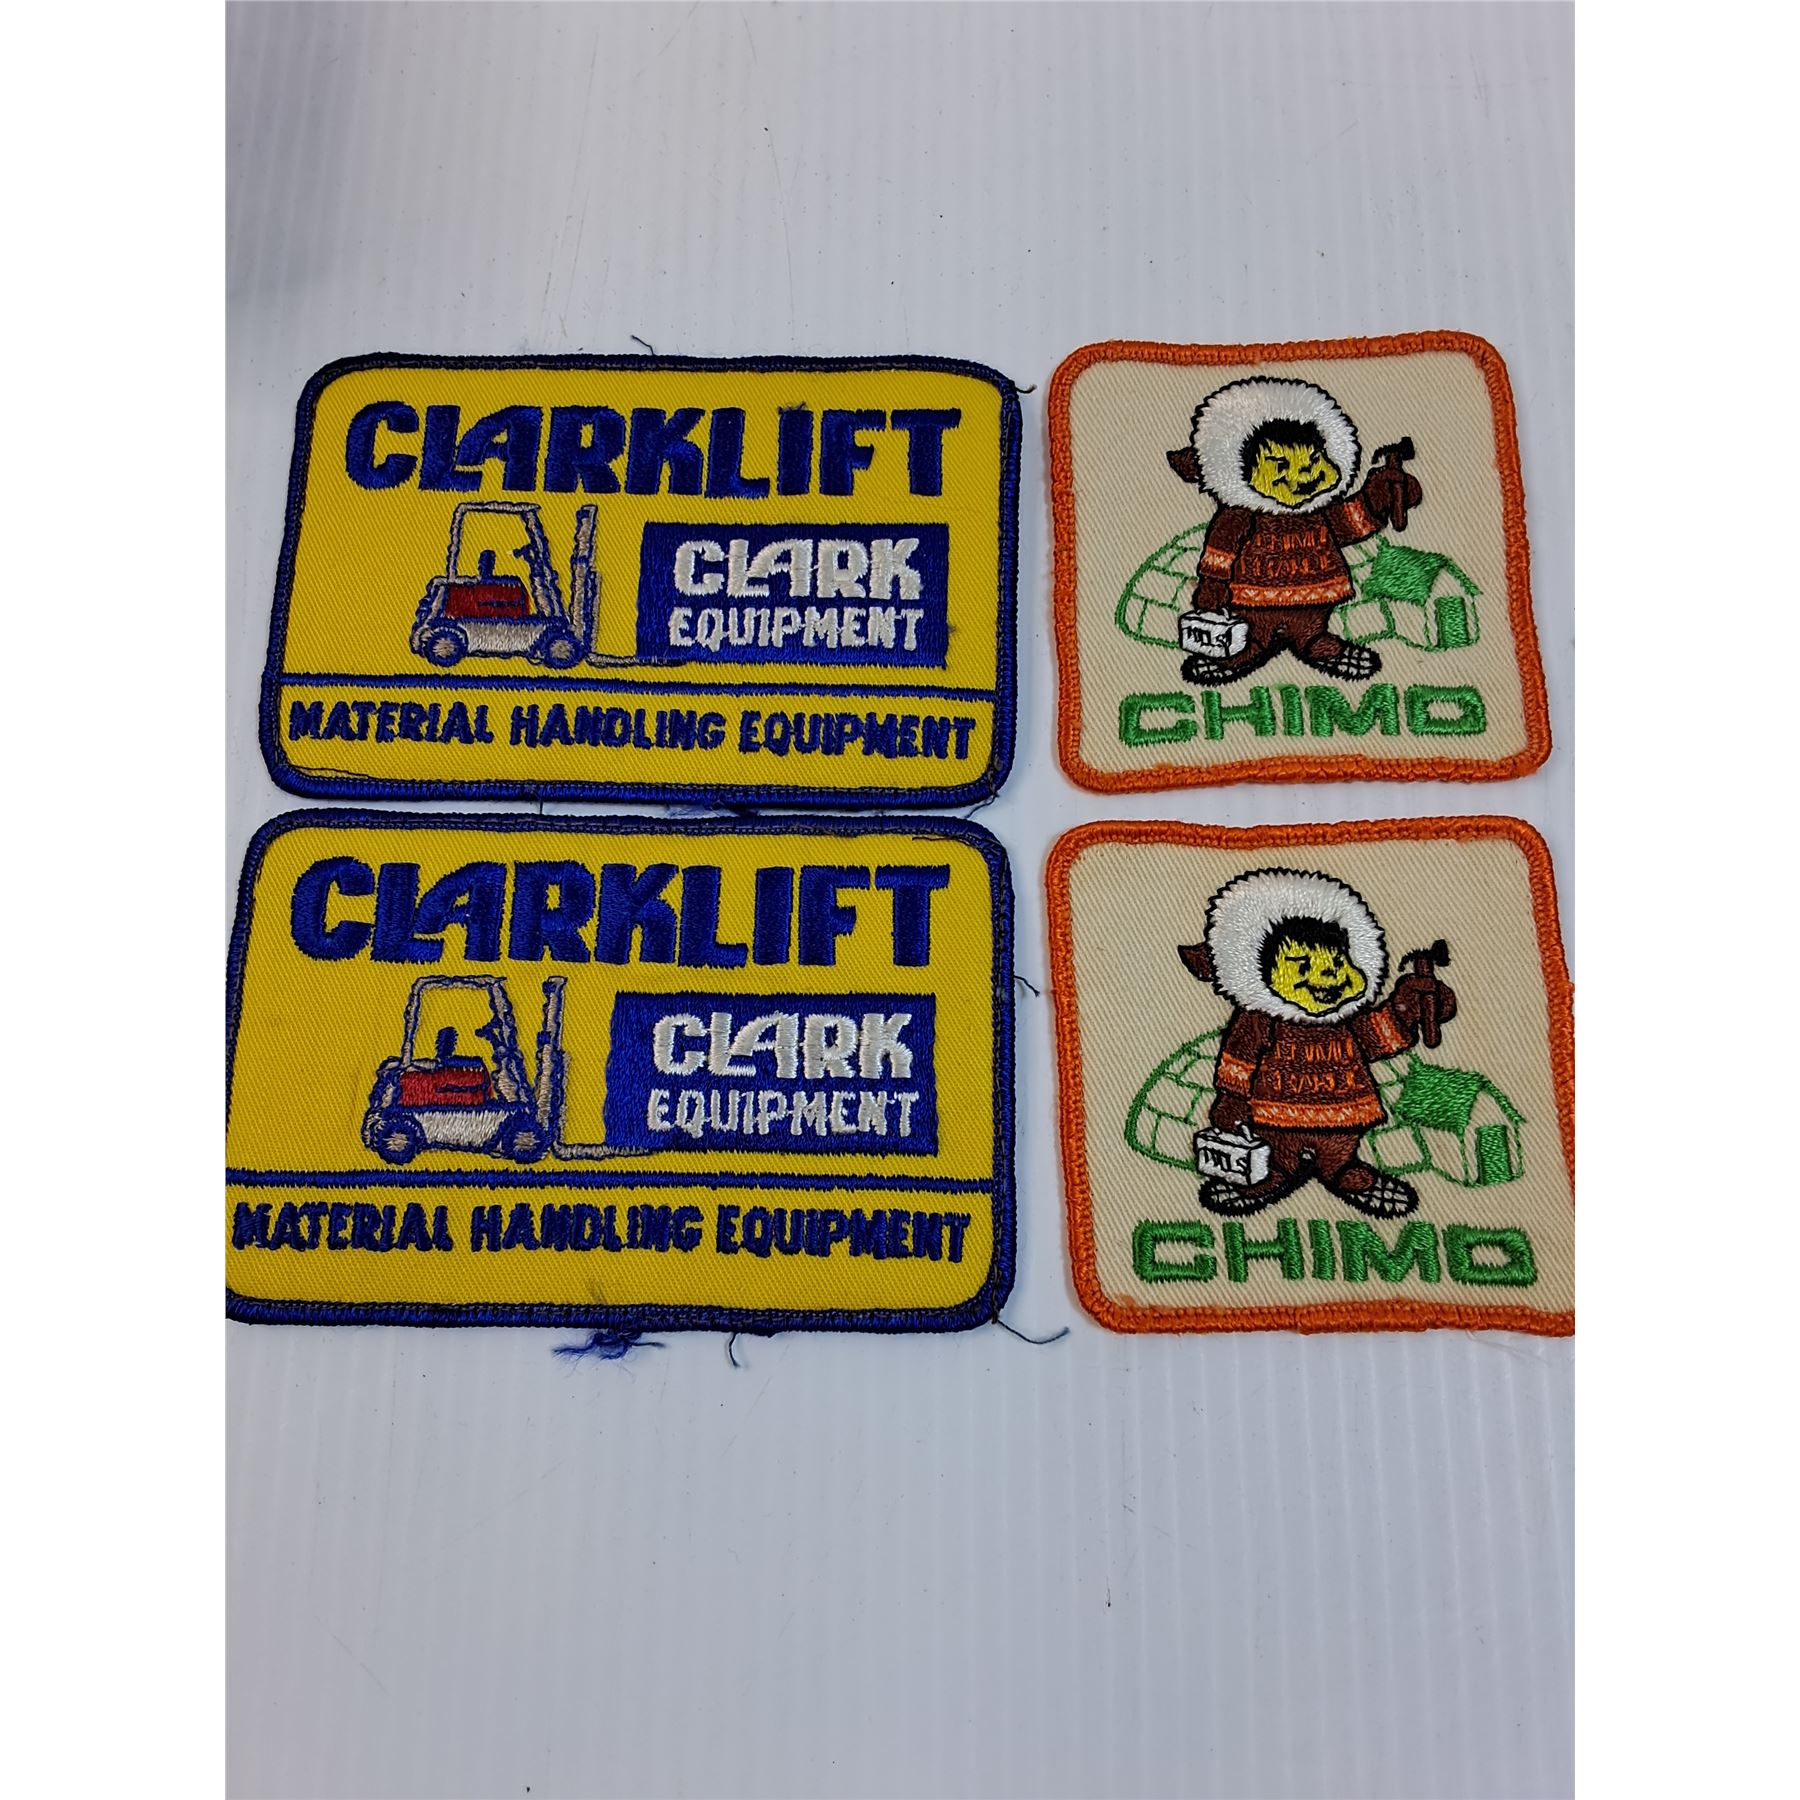 CLARKLIFT
CLARK
EQUIPMENT
MATERIAL HANDLING EQUIPMENT
CHIMO
CLARKLIFT
CLARK
EQUIPMENT
MATERIAL HANDLING EQUIPMENT
CHIMO